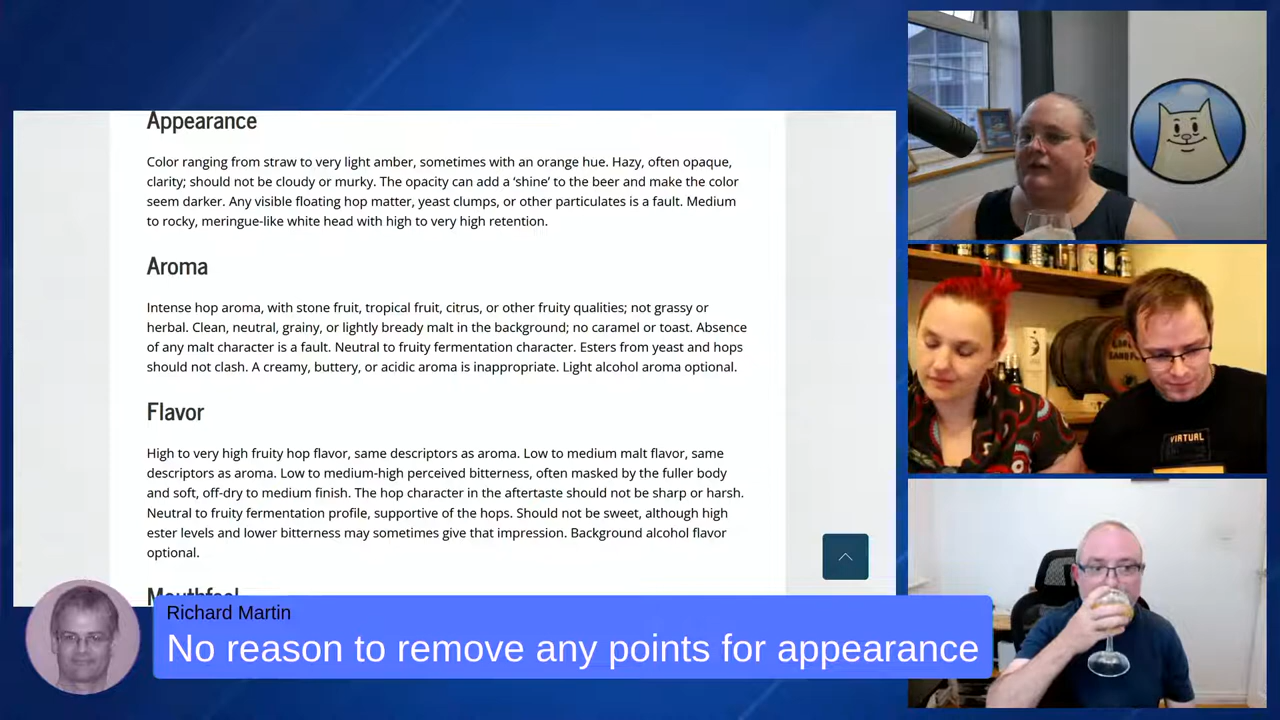 Appearance
Color ranging from straw to very light amber, sometimes with an orange hue. Hazy, often opaque,
clarity; should not be cloudy or murky. The opacity can add a ‘shine’ to the beer and make the color
seem darker. Any visible floating hop matter, yeast clumps, or other particulates is a fault. Medium
to rocky, meringue-like white head with high to very high retention.
Aroma
Intense hop aroma, with stone fruit, tropical fruit, citrus, or other fruity qualities; not grassy or
herbal. Clean, neutral, grainy, or lightly bready malt in the background; no caramel or toast. Absence
of any malt character is a fault. Neutral to fruity fermentation character. Esters from yeast and hops
should not clash. A creamy, buttery, or acidic aroma is inappropriate. Light alcohol aroma optional.
Flavor
High to very high fruity hop flavor, same descriptors as aroma. Low to medium malt flavor, same
descriptors as aroma. Low to medium-high perceived bitterness, often masked by the fuller body
and soft, off-dry to medium finish. The hop character in the aftertaste should not be sharp or harsh.
Neutral to fruity fermentation profile, supportive of the hops. Should not be sweet, although high
ester levels and lower bitterness may sometimes give that impression. Background alcohol flavor
optional.
Mouthfeel
Richard Martin
No reason to remove any points for appearance
VIRTUAL